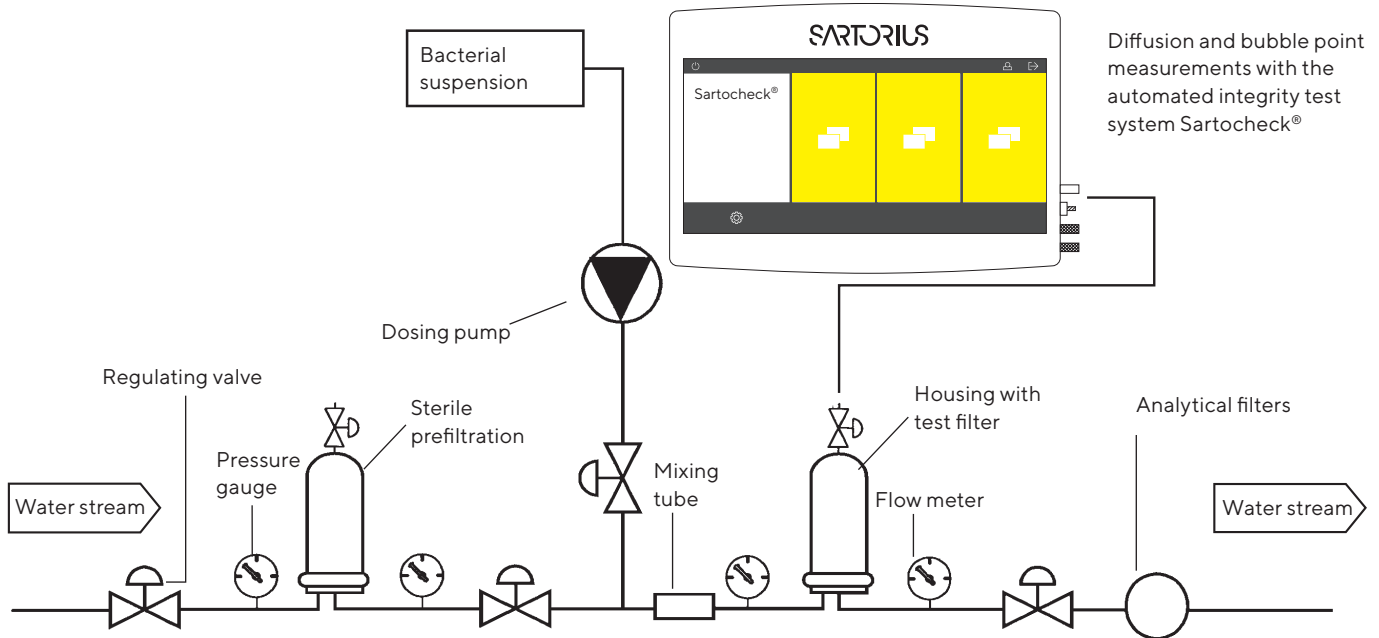 SARTORIUS
Bacterial
suspension
Sartocheck®
Diffusion and bubble point
measurements with the
automated integrity test
system Sartocheck®
Dosing pump
Regulating valve
Sterile
prefiltration
Housing with
test filter
Analytical filters
Pressure
gauge
Mixing
tube
Flow meter
Water stream
Water stream